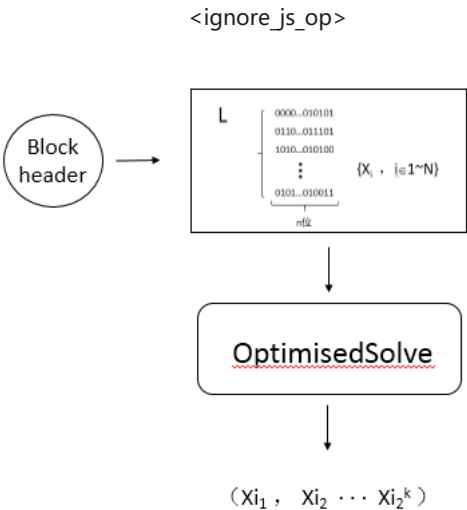 <ignore_js_op>
Block
header
L
0000...010101
0110...011101
1010...010100
⋮
{Xᵢ , i∈1~N}
0101...010011
n位
OptimisedSolve
(Xi₁ , Xi₂ ··· Xi₂ᵏ)